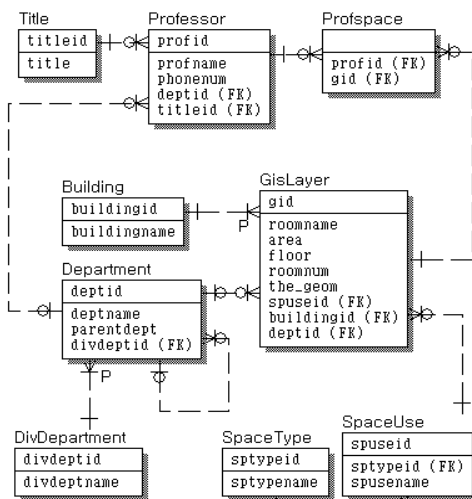 Title
titleid
title
Professor
profid
profname
phonenum
deptid (FK)
titleid (FK)
Profspace
profid (FK)
gid (FK)
Building
buildingid
buildingname
P
GisLayer
gid
roomname
area
floor
roomnum
the_geom
spuseid (FK)
buildingid (FK)
deptid (FK)
Department
deptid
deptname
parentdept
divdeptid (FK)
P
DivDepartment
divdeptid
divdeptname
SpaceType
sptypeid
sptypename
SpaceUse
spuseid
sptypeid (FK)
spusename